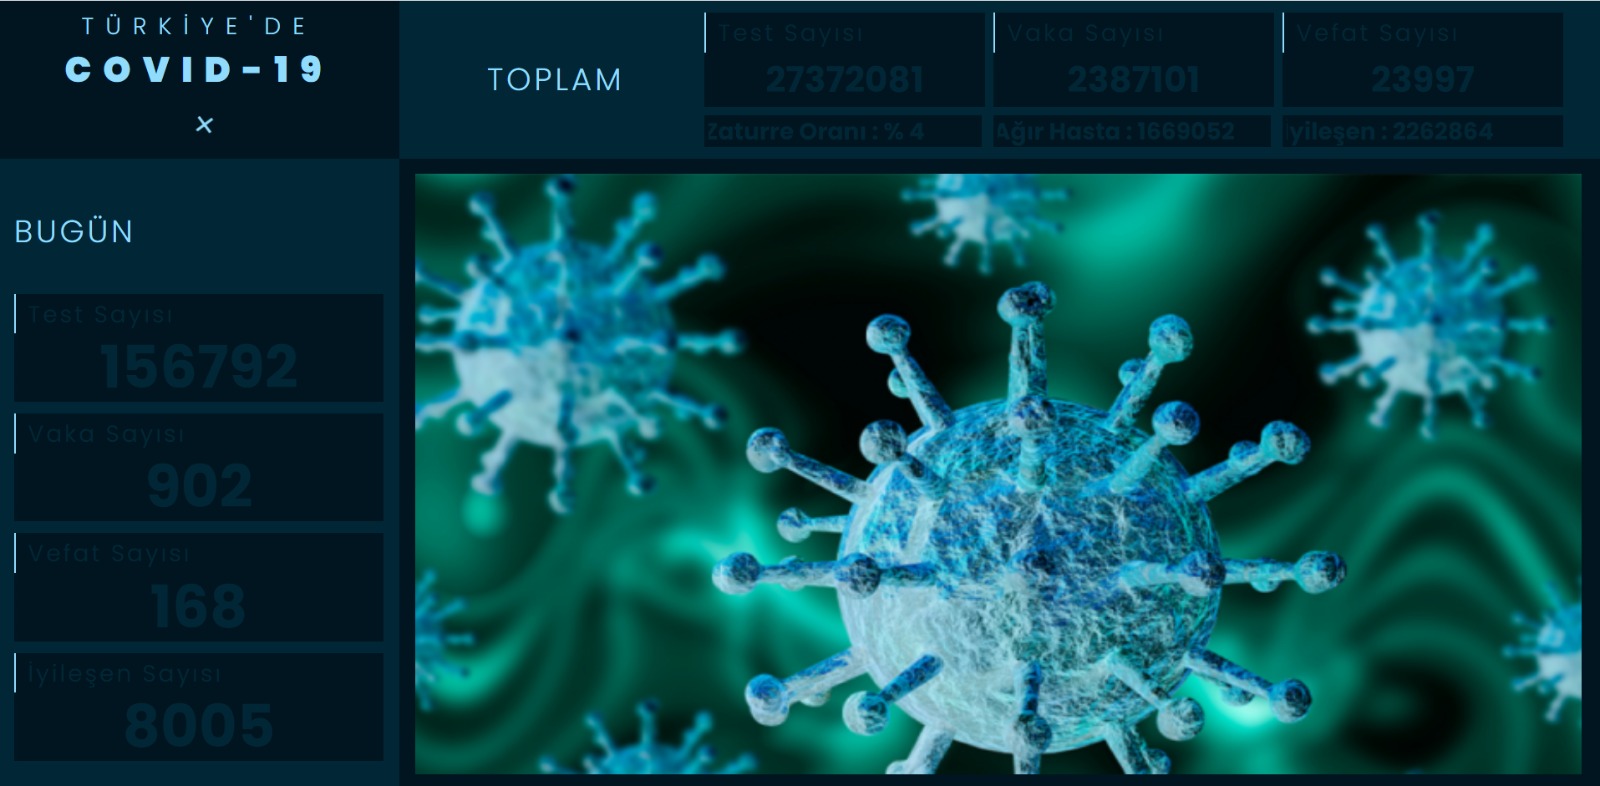 TÜRKİYE'DE
COVID-19
×
TOPLAM
Test Sayısı
27372081
Vaka Sayısı
2387101
Vefat Sayısı
23997
Zaturre Oranı : % 4
Ağır Hasta : 1669052
yileşen : 2262864
BUGÜN
Test Sayısı
156792
Vaka Sayısı
902
Vefat Sayısı
168
İyileşen Sayısı
8005